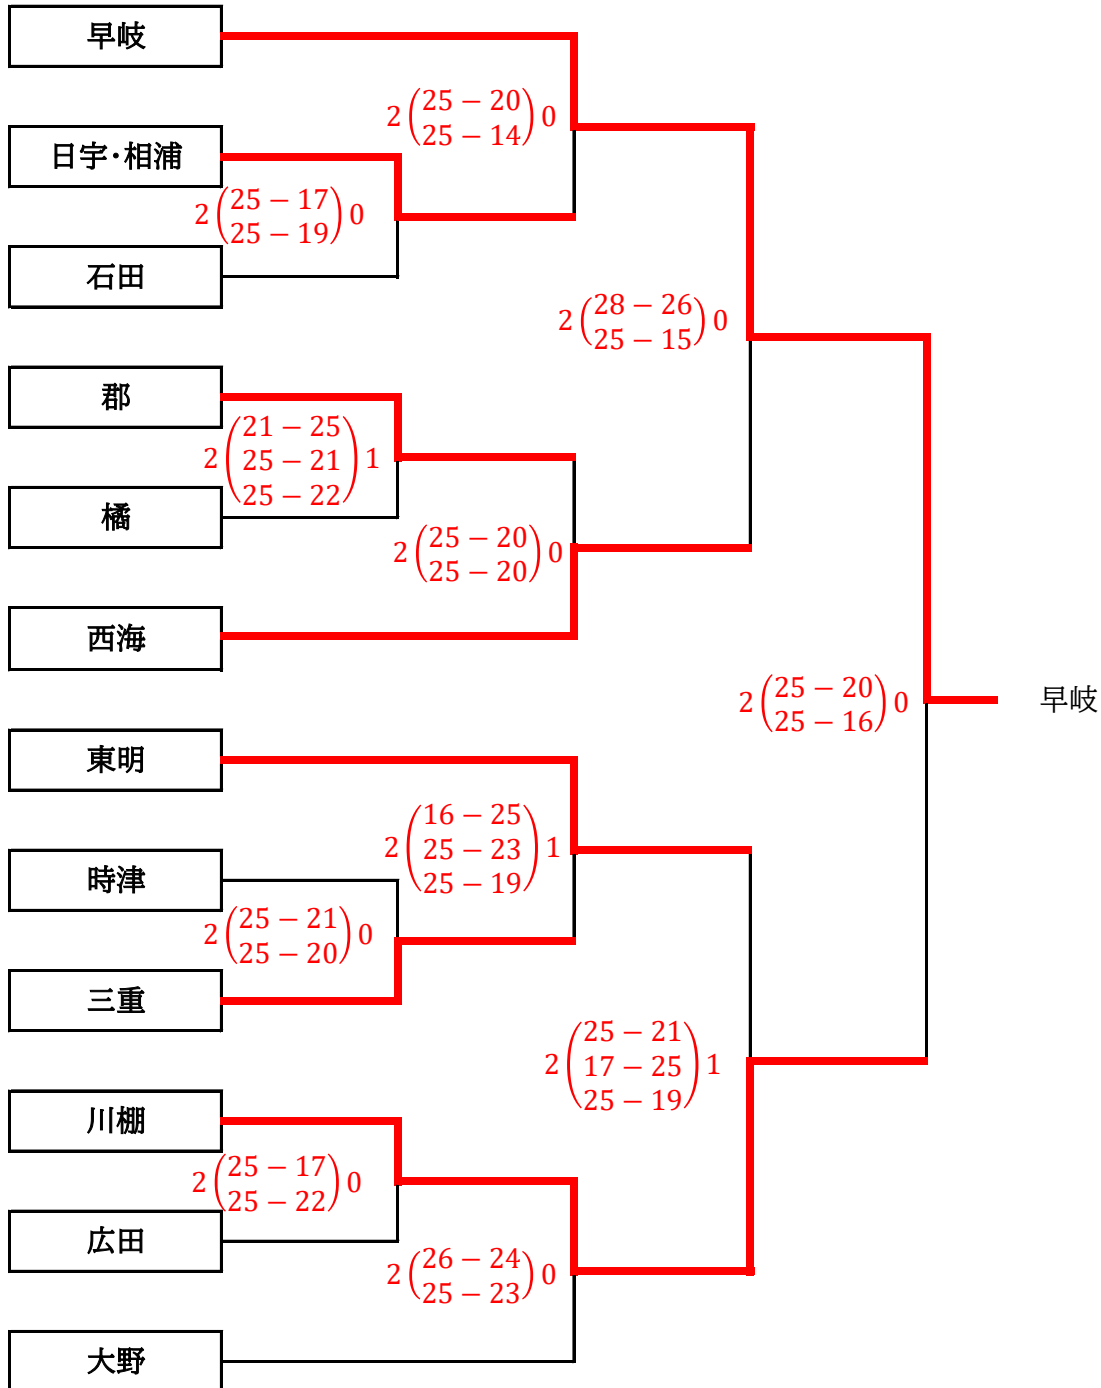 早岐
2(25 − 20)0
25 − 14
日宇・相浦
2(25 − 17)0
25 − 19
石田
2(28 − 26)0
25 − 15
郡
2(21 − 25)1
25 − 21
25 − 22
橘
2(25 − 20)0
25 − 20
西海
2(25 − 20)0
25 − 16
早岐
東明
2(16 − 25)1
25 − 23
25 − 19
時津
2(25 − 21)0
25 − 20
三重
2(25 − 21)1
17 − 25
25 − 19
川棚
2(25 − 17)0
25 − 22
広田
2(26 − 24)0
25 − 23
大野